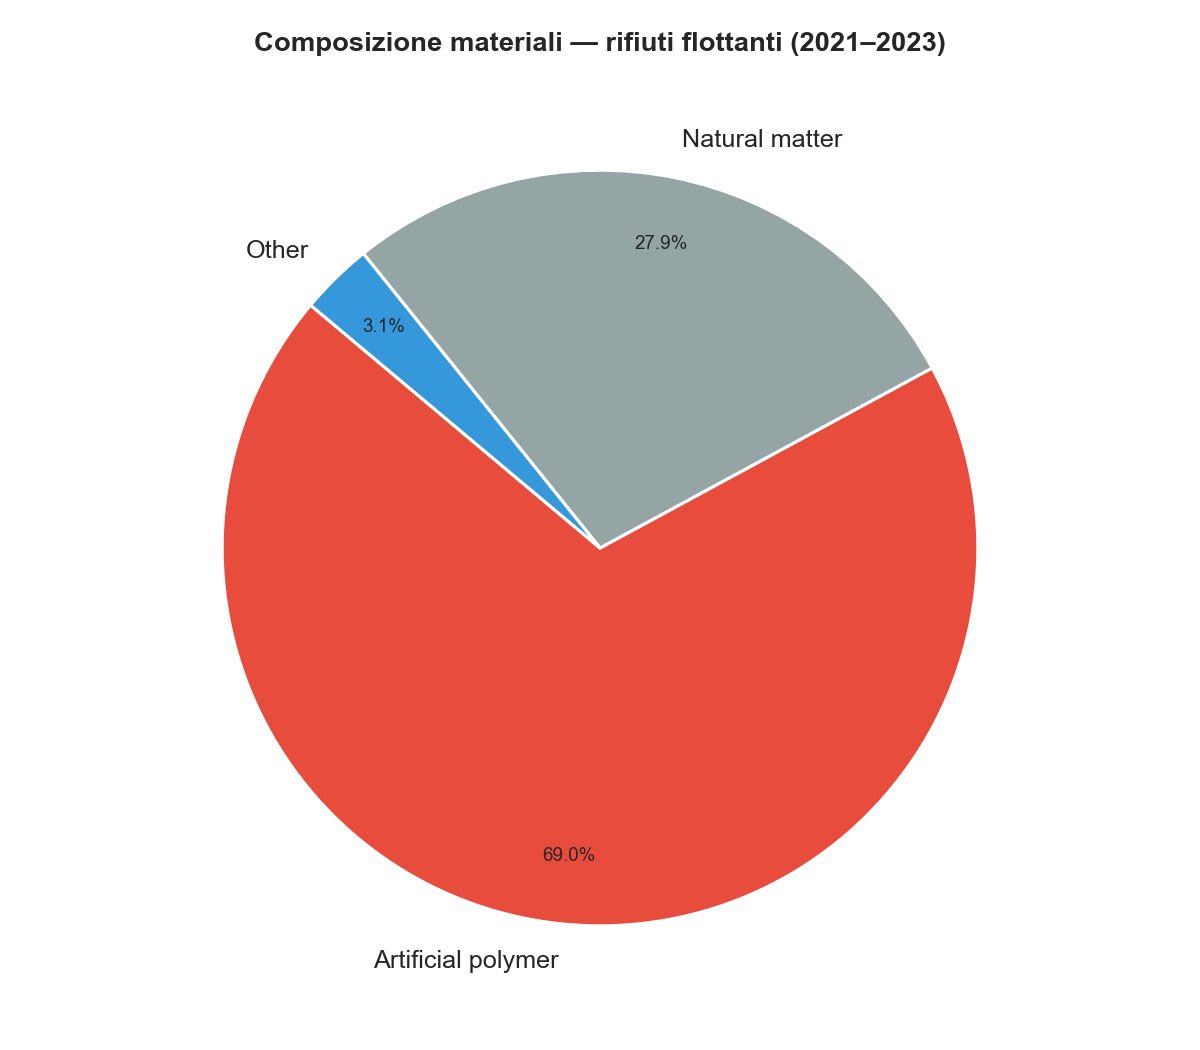 Composizione materiali — rifiuti flottanti (2021–2023)
Natural matter
27.9%
Other
3.1%
69.0%
Artificial polymer